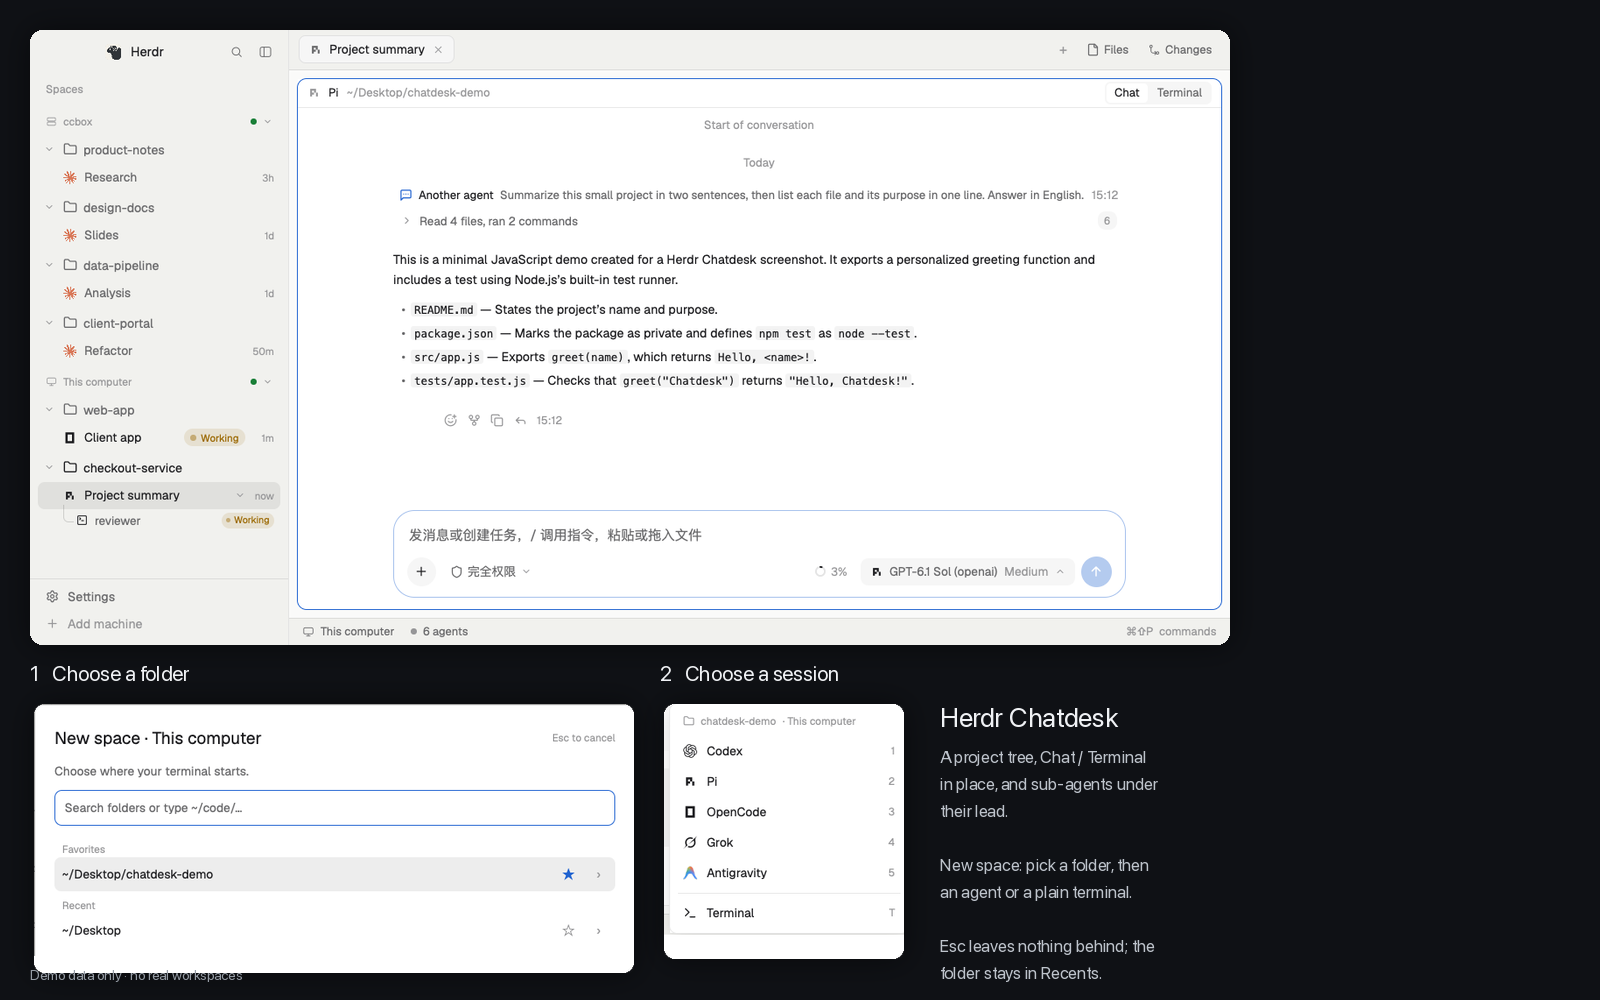 Herdr
Spaces
ccbox
product-notes
Research 3h
design-docs
Slides 1d
data-pipeline
Analysis 1d
client-portal
Refactor 50m
This computer
web-app
Client app Working 1m
checkout-service
Project summary now
reviewer Working
Settings
+ Add machine
Project summary ×
+ Files Changes
Pi ~/Desktop/chatdesk-demo Chat Terminal
Start of conversation
Today
Another agent Summarize this small project in two sentences, then list each file and its purpose in one line. Answer in English. 15:12
Read 4 files, ran 2 commands 6
This is a minimal JavaScript demo created for a Herdr Chatdesk screenshot. It exports a personalized greeting function and
includes a test using Node.js’s built-in test runner.
• README.md — States the project’s name and purpose.
• package.json — Marks the package as private and defines npm test as node --test.
• src/app.js — Exports greet(name), which returns Hello, <name>!.
• tests/app.test.js — Checks that greet("Chatdesk") returns "Hello, Chatdesk!".
15:12
发消息或创建任务，/ 调用指令，粘贴或拖入文件
+ 完全权限 3% GPT-6.1 Sol (openai) Medium
This computer 6 agents ⌘⇧P commands
1 Choose a folder
New space · This computer Esc to cancel
Choose where your terminal starts.
Search folders or type ~/code/…
Favorites
~/Desktop/chatdesk-demo
Recent
~/Desktop
Demo data only · no real workspaces
2 Choose a session
chatdesk-demo · This computer
Codex 1
Pi 2
OpenCode 3
Grok 4
Antigravity 5
Terminal T
Herdr Chatdesk
A project tree, Chat / Terminal
in place, and sub-agents under
their lead.
New space: pick a folder, then
an agent or a plain terminal.
Esc leaves nothing behind; the
folder stays in Recents.